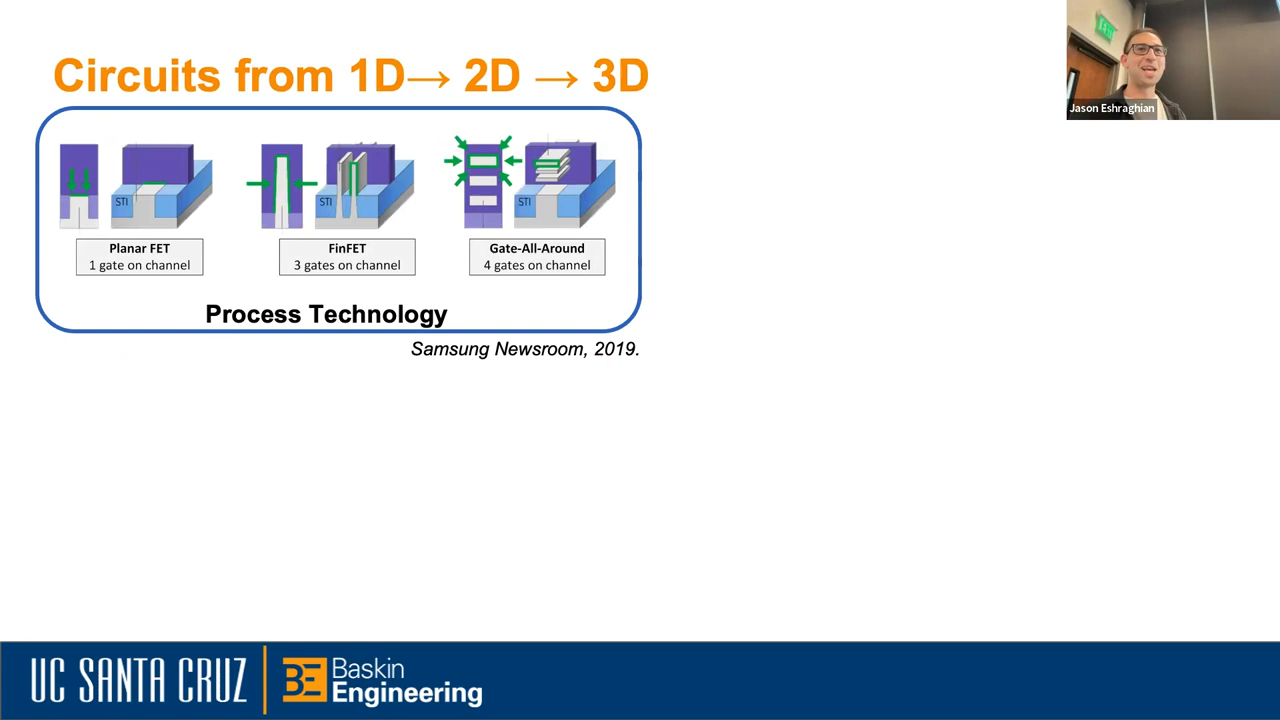 Circuits from 1D→ 2D → 3D
Jason Eshraghian
STI
STI
STI
Planar FET
1 gate on channel
FinFET
3 gates on channel
Gate-All-Around
4 gates on channel
Process Technology
Samsung Newsroom, 2019.
UC SANTA CRUZ
BE
Baskin
Engineering